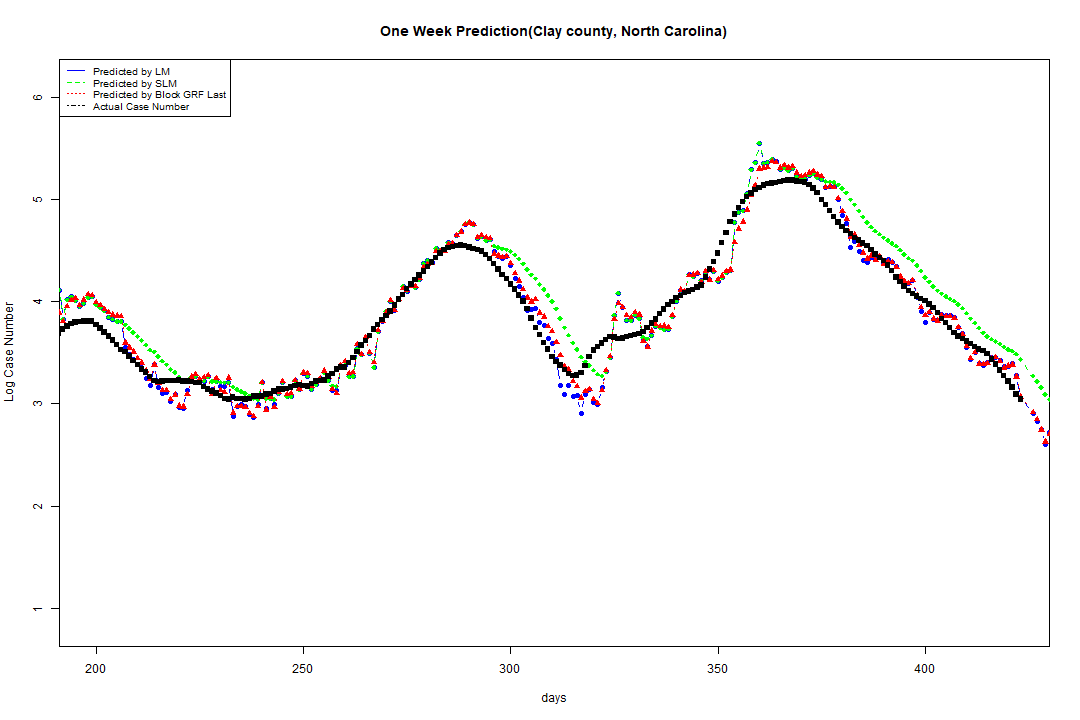 One Week Prediction(Clay county, North Carolina)
Predicted by LM
Predicted by SLM
Predicted by Block GRF Last
Actual Case Number
Log Case Number
6
5
4
3
2
1
200
250
300
350
400
days